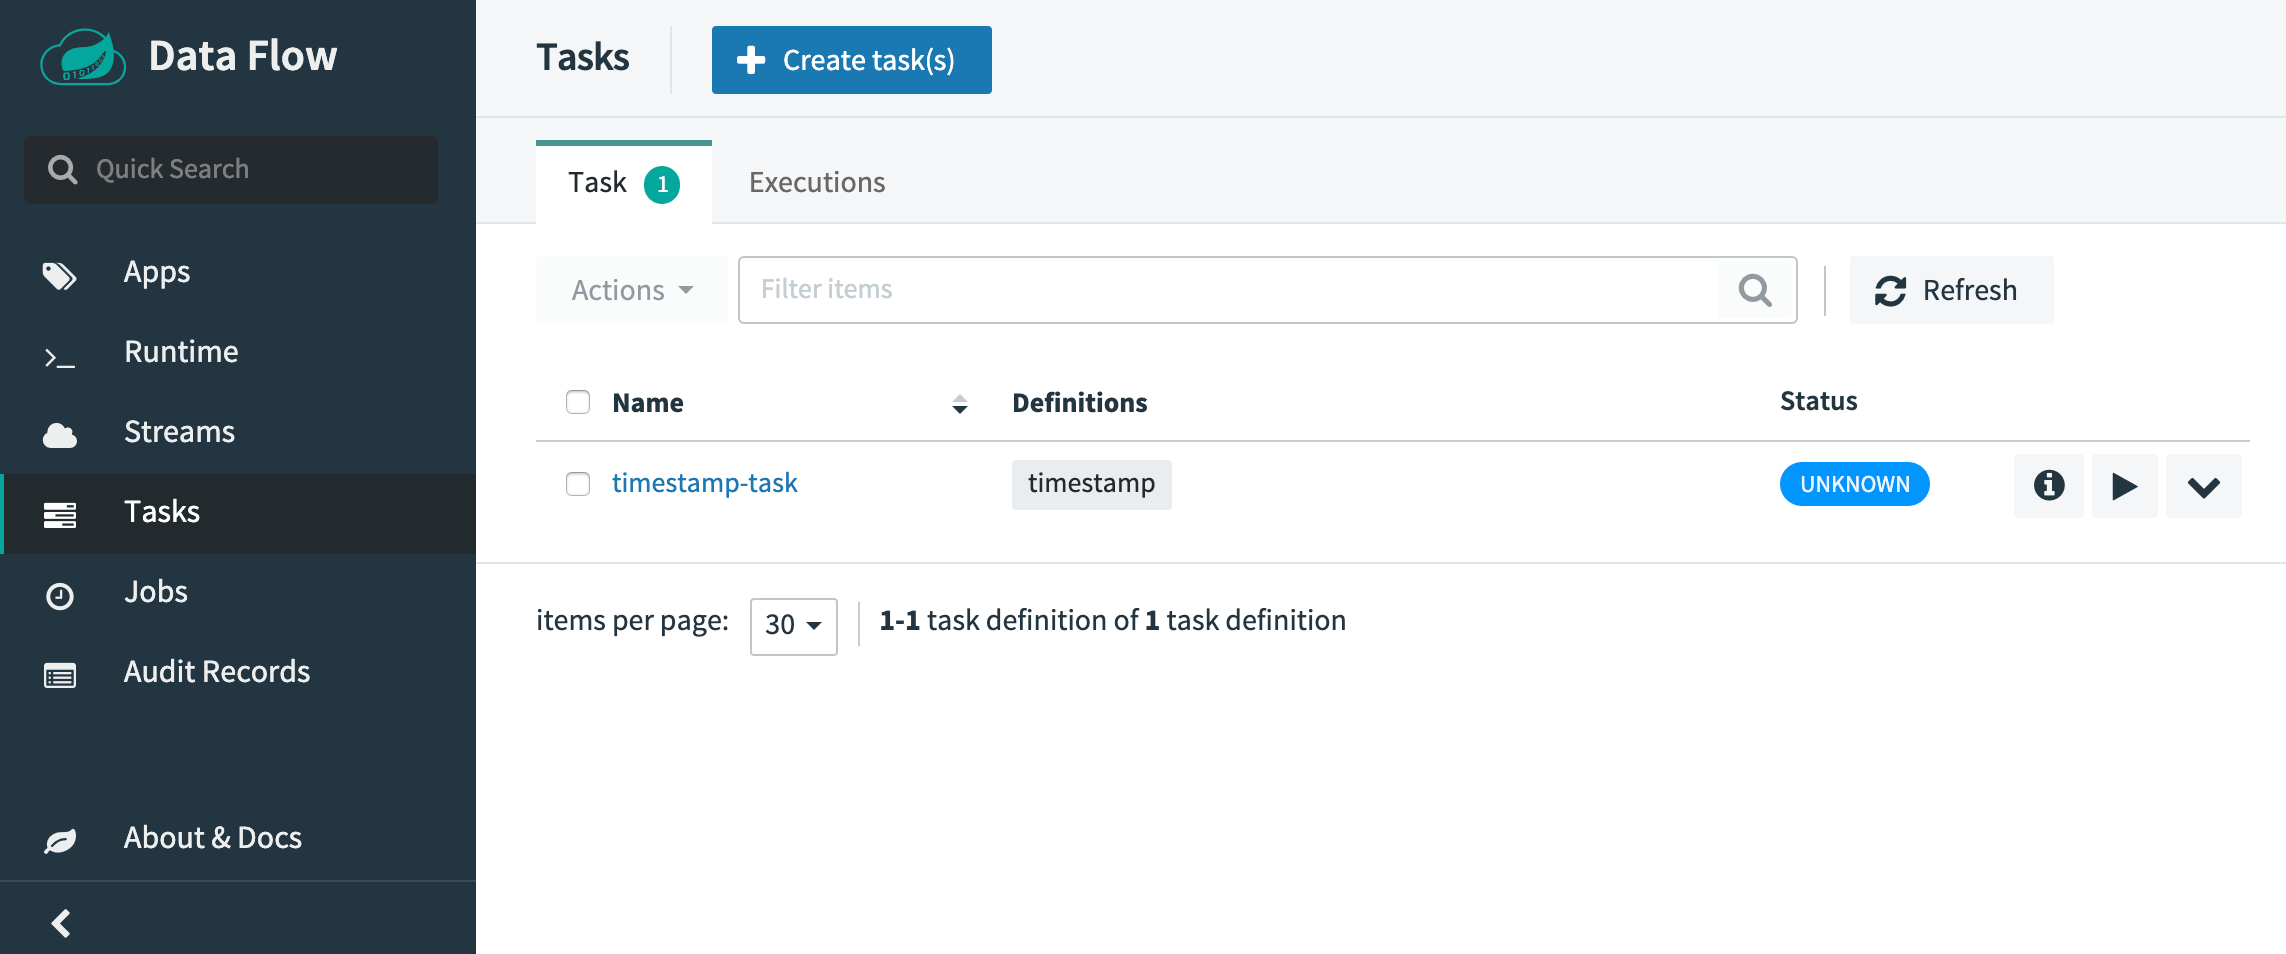 Data Flow
Quick Search
Apps
Runtime
Streams
Tasks
Jobs
Audit Records
About & Docs
Tasks
Create task(s)
Task 1
Executions
Actions
Filter items
Refresh
Name Definitions Status
timestamp-task timestamp UNKNOWN
items per page: 30 1-1 task definition of 1 task definition